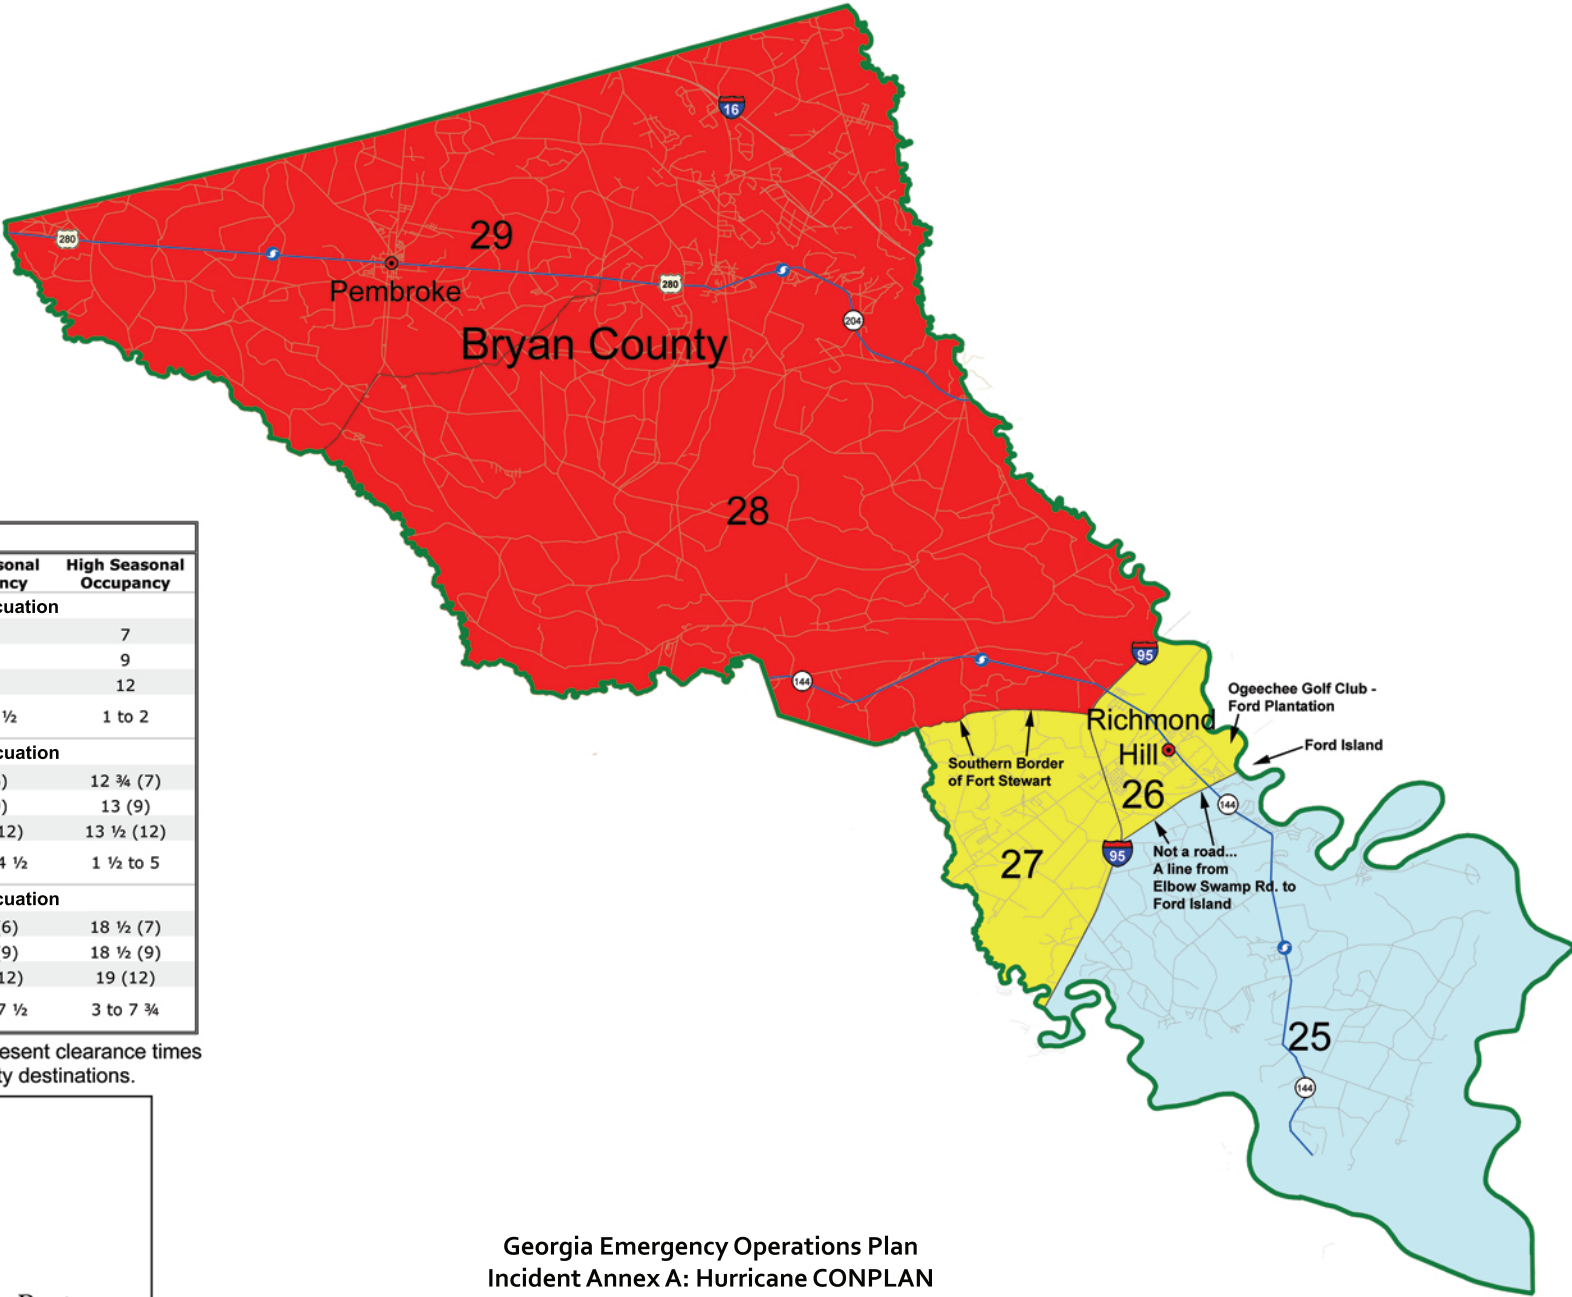 16
280
29
Pembroke
280
204
Bryan County
28
95
144
Ogeechee Golf Club -
Ford Plantation
Richmond
Hill
Ford Island
Southern Border
of Fort Stewart
26
144
27
95
Not a road...
A line from
Elbow Swamp Rd. to
Ford Island
25
144
High Seasonal
Occupancy
7
9
12
½ 1 to 2
12 ¾ (7)
13 (9)
12) 13 ½ (12)
4 ½ 1 ½ to 5
6) 18 ½ (7)
9) 18 ½ (9)
12) 19 (12)
7 ½ 3 to 7 ¾
esent clearance times
ty destinations.
Georgia Emergency Operations Plan
Incident Annex A: Hurricane CONPLAN